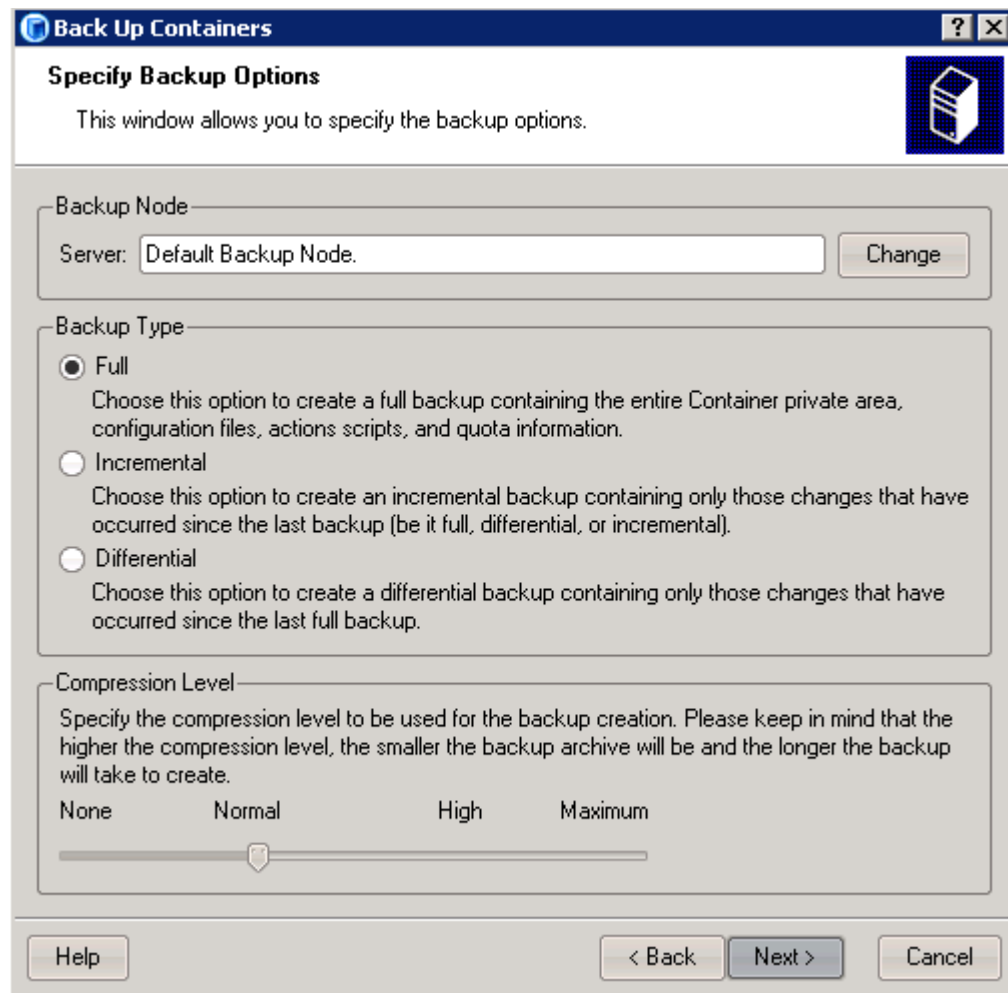 Back Up Containers
Specify Backup Options
This window allows you to specify the backup options.
Backup Node
Server: Default Backup Node. Change
Backup Type
Full
Choose this option to create a full backup containing the entire Container private area,
configuration files, actions scripts, and quota information.
Incremental
Choose this option to create an incremental backup containing only those changes that have
occurred since the last backup (be it full, differential, or incremental).
Differential
Choose this option to create a differential backup containing only those changes that have
occurred since the last full backup.
Compression Level
Specify the compression level to be used for the backup creation. Please keep in mind that the
higher the compression level, the smaller the backup archive will be and the longer the backup
will take to create.
None Normal High Maximum
Help < Back Next > Cancel